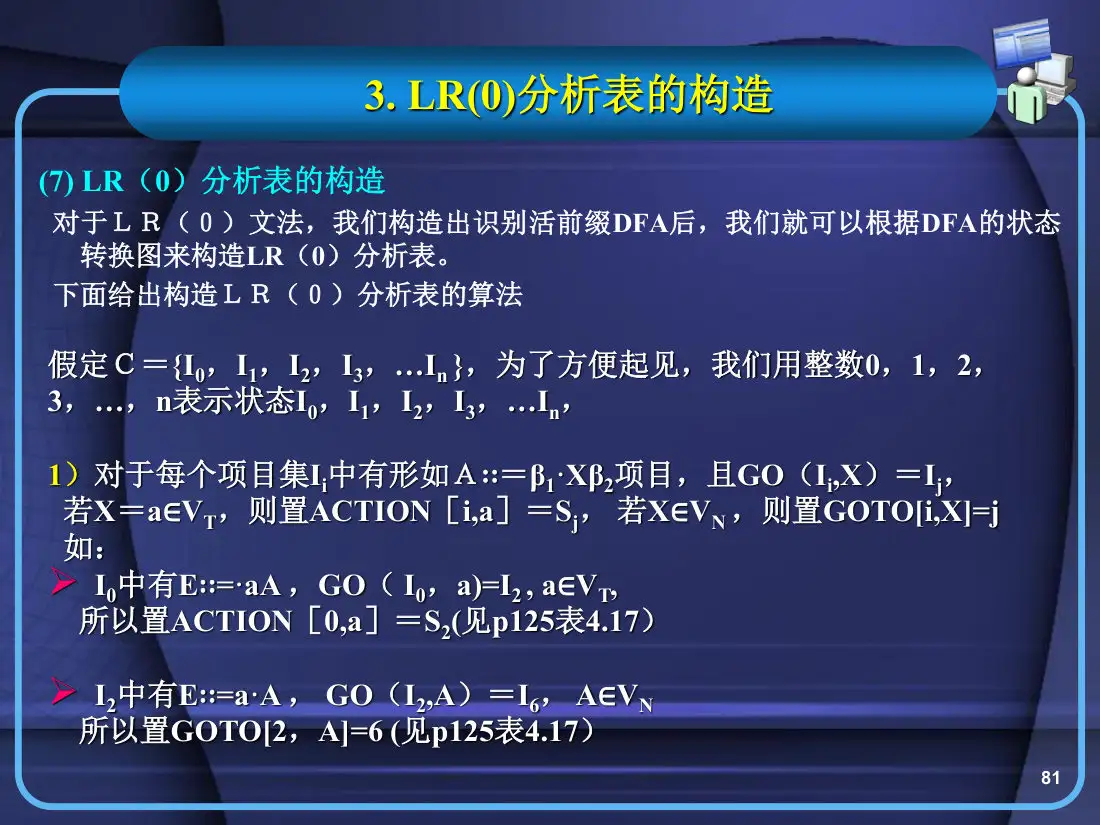 3. LR(0)分析表的构造
(7) LR（0）分析表的构造
对于ＬＲ（０）文法，我们构造出识别活前缀DFA后，我们就可以根据DFA的状态
转换图来构造LR（0）分析表。
下面给出构造ＬＲ（０）分析表的算法
假定Ｃ＝{I₀，I₁，I₂，I₃，…Iₙ}，为了方便起见，我们用整数0，1，2，
3，…，n表示状态I₀，I₁，I₂，I₃，…Iₙ，
1）对于每个项目集Iᵢ中有形如Ａ∷＝β₁·Xβ₂项目，且GO（Iᵢ,X）＝Iⱼ，
若X＝a∈V_T，则置ACTION［i,a］＝Sⱼ， 若X∈V_N，则置GOTO[i,X]=j
如：
➢ I₀中有E∷=·aA ，GO（ I₀，a)=I₂ , a∈V_T,
所以置ACTION［0,a］＝S₂(见p125表4.17）
➢ I₂中有E∷=a·A ， GO（I₂,A）＝I₆， A∈V_N
所以置GOTO[2，A]=6 (见p125表4.17）
81